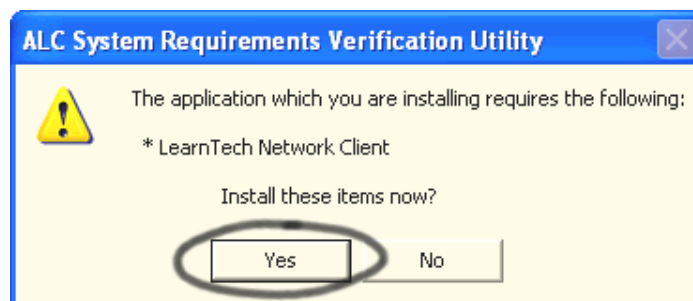 ALC System Requirements Verification Utility
The application which you are installing requires the following:
* LearnTech Network Client
Install these items now?
Yes No